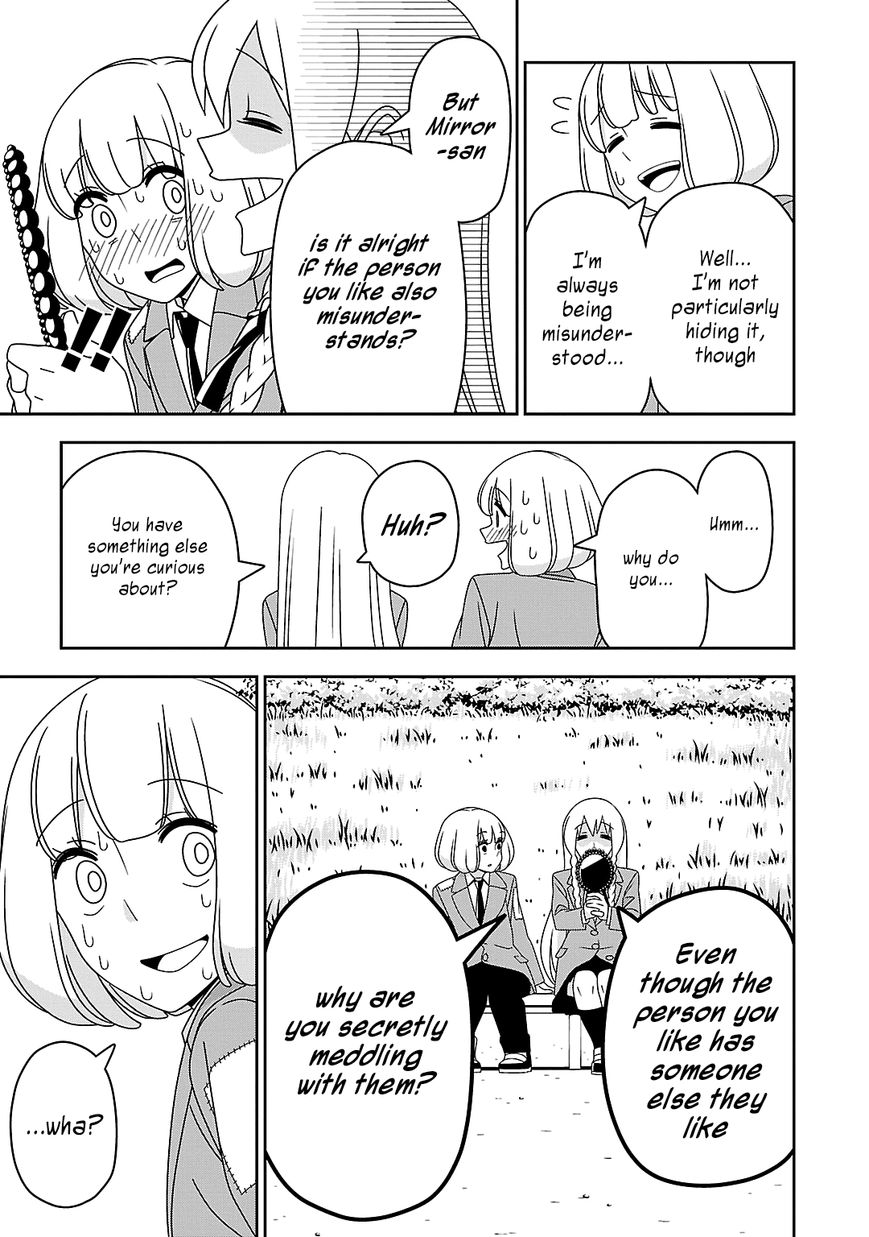 Well...
I'm not
particularly
hiding it,
though
I'm
always
being
misunder-
stood...
But
Mirror
-san
is it alright
if the person
you like also
misunder-
stands?
!!
Umm...
why do
you...
Huh?
You have
something else
you're curious
about?
Even
though the
person you
like has
someone
else they
like
why are
you secretly
meddling
with them?
...wha?